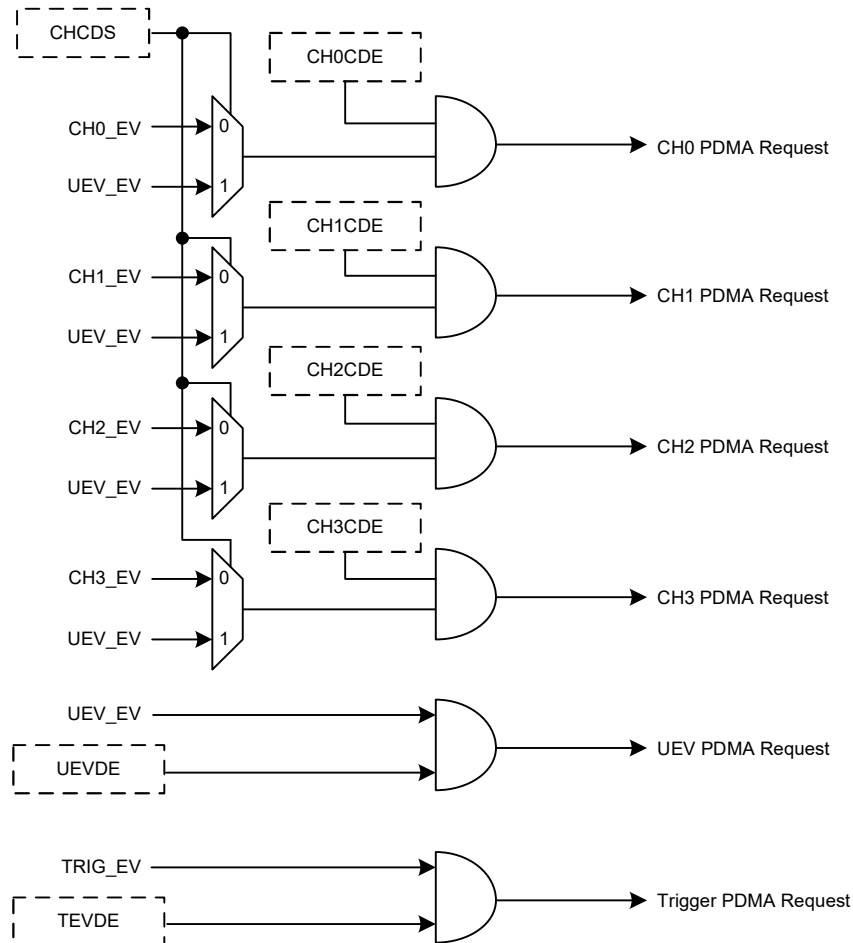 CHCDS
CH0CDE
CH0_EV
0
CH0 PDMA Request
UEV_EV
1
CH1CDE
CH1_EV
0
CH1 PDMA Request
UEV_EV
1
CH2CDE
CH2_EV
0
CH2 PDMA Request
UEV_EV
1
CH3CDE
CH3_EV
0
CH3 PDMA Request
UEV_EV
1
UEV_EV
UEV PDMA Request
UEVDE
TRIG_EV
Trigger PDMA Request
TEVDE